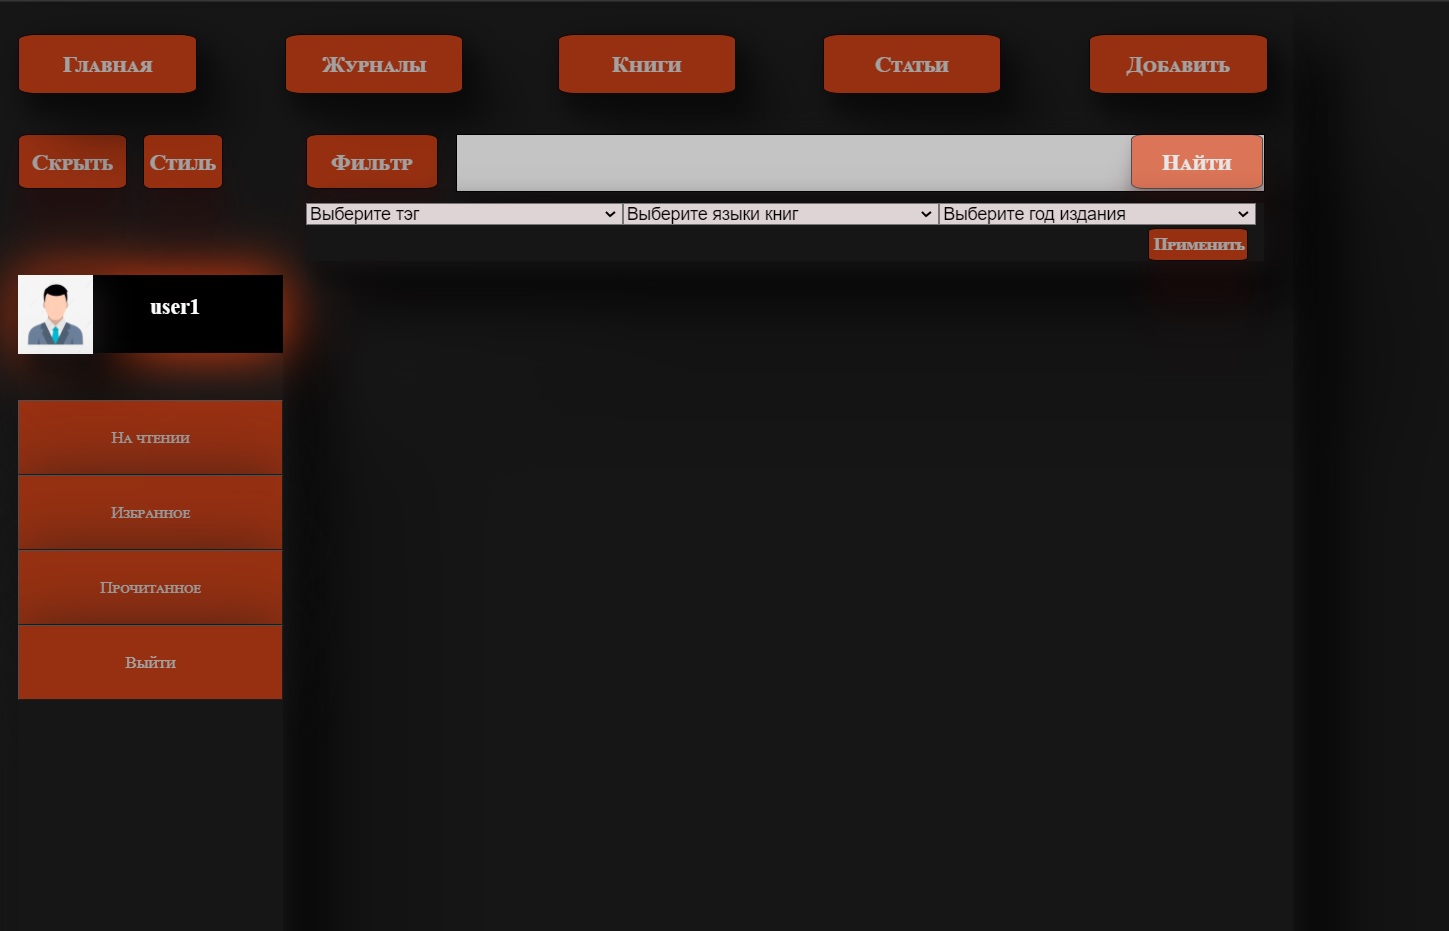 Главная
Журналы
Книги
Статьи
Добавить
Скрыть
Стиль
Фильтр
Найти
Выберите тэг
Выберите языки книг
Выберите год издания
Применить
user1
На чтении
Избранное
Прочитанное
Выйти